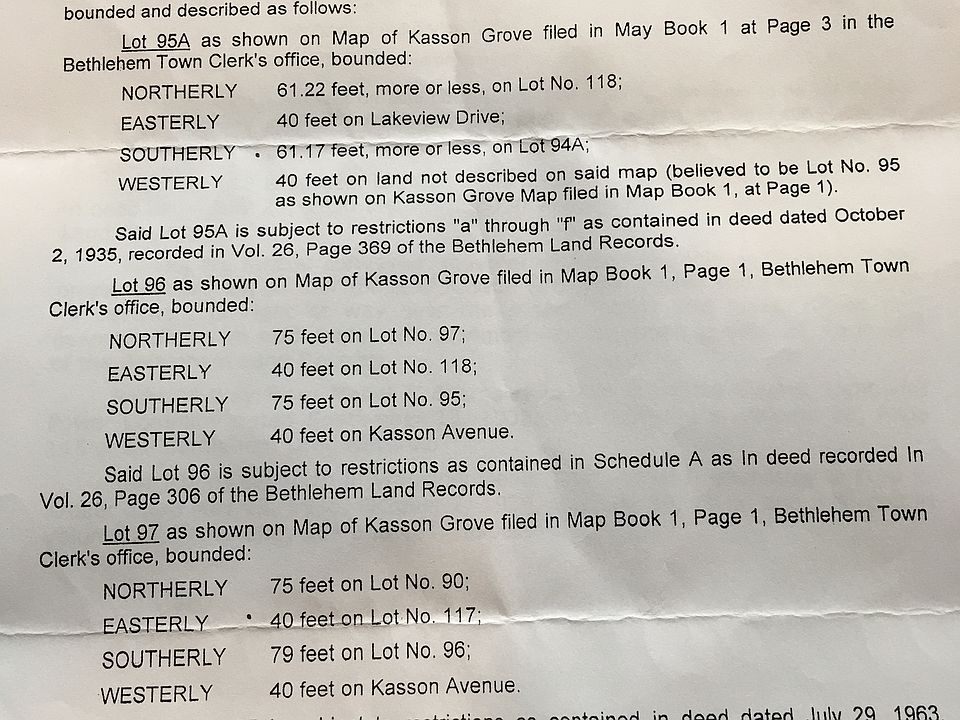 bounded and described as follows:
Lot 95A as shown on Map of Kasson Grove filed in May Book 1 at Page 3 in the
Bethlehem Town Clerk's office, bounded:
NORTHERLY 61.22 feet, more or less, on Lot No. 118;
EASTERLY 40 feet on Lakeview Drive;
SOUTHERLY 61.17 feet, more or less, on Lot 94A;
WESTERLY 40 feet on land not described on said map (believed to be Lot No. 95
as shown on Kasson Grove Map filed in Map Book 1, at Page 1).
Said Lot 95A is subject to restrictions "a" through "f" as contained in deed dated October
2, 1935, recorded in Vol. 26, Page 369 of the Bethlehem Land Records.
Lot 96 as shown on Map of Kasson Grove filed in Map Book 1, Page 1, Bethlehem Town
Clerk's office, bounded:
NORTHERLY 75 feet on Lot No. 97;
EASTERLY 40 feet on Lot No. 118;
SOUTHERLY 75 feet on Lot No. 95;
WESTERLY 40 feet on Kasson Avenue.
Said Lot 96 is subject to restrictions as contained in Schedule A as In deed recorded In
Vol. 26, Page 306 of the Bethlehem Land Records.
Lot 97 as shown on Map of Kasson Grove filed in Map Book 1, Page 1, Bethlehem Town
Clerk's office, bounded:
NORTHERLY 75 feet on Lot No. 90;
EASTERLY 40 feet on Lot No. 117;
SOUTHERLY 79 feet on Lot No. 96;
WESTERLY 40 feet on Kasson Avenue.
restrictions as contained in deed dated July 29, 1963,